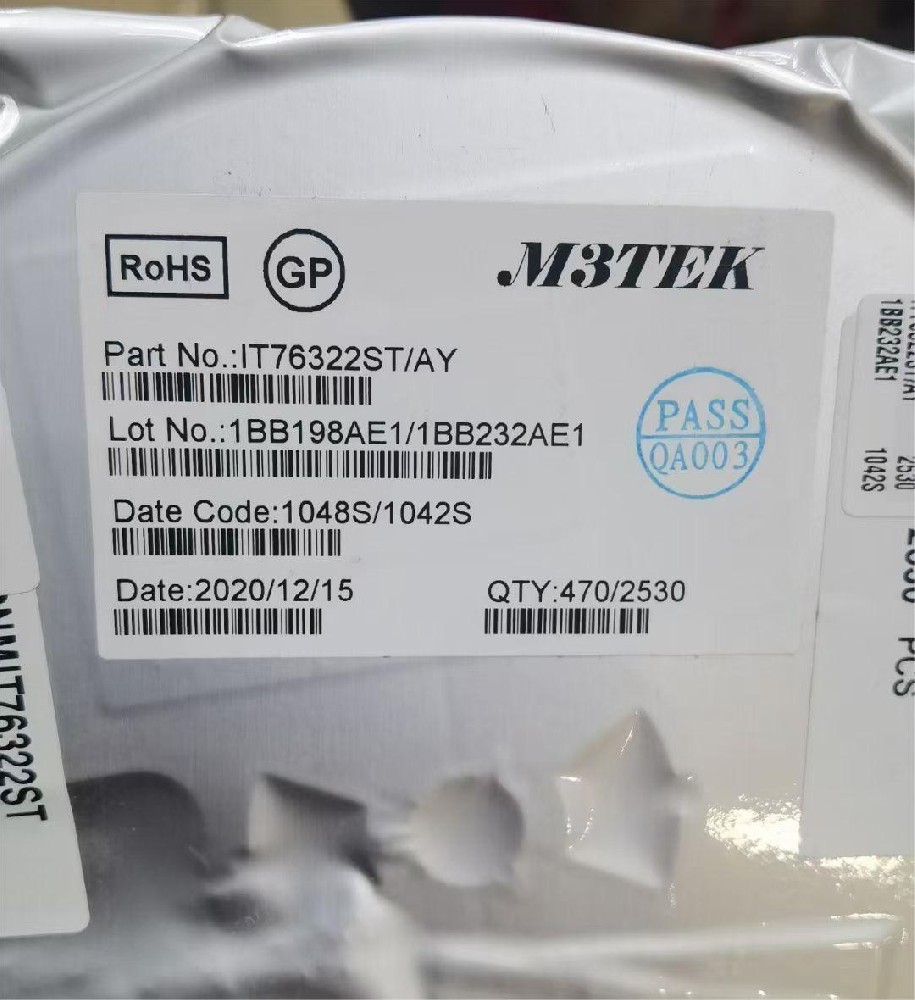 RoHS
GP
M3TEK
Part No.:IT76322ST/AY
Lot No.:1BB198AE1/1BB232AE1
PASS
QA003
Date Code:1048S/1042S
Date:2020/12/15
QTY:470/2530
1BB232AE1
2530
1042S
PCS